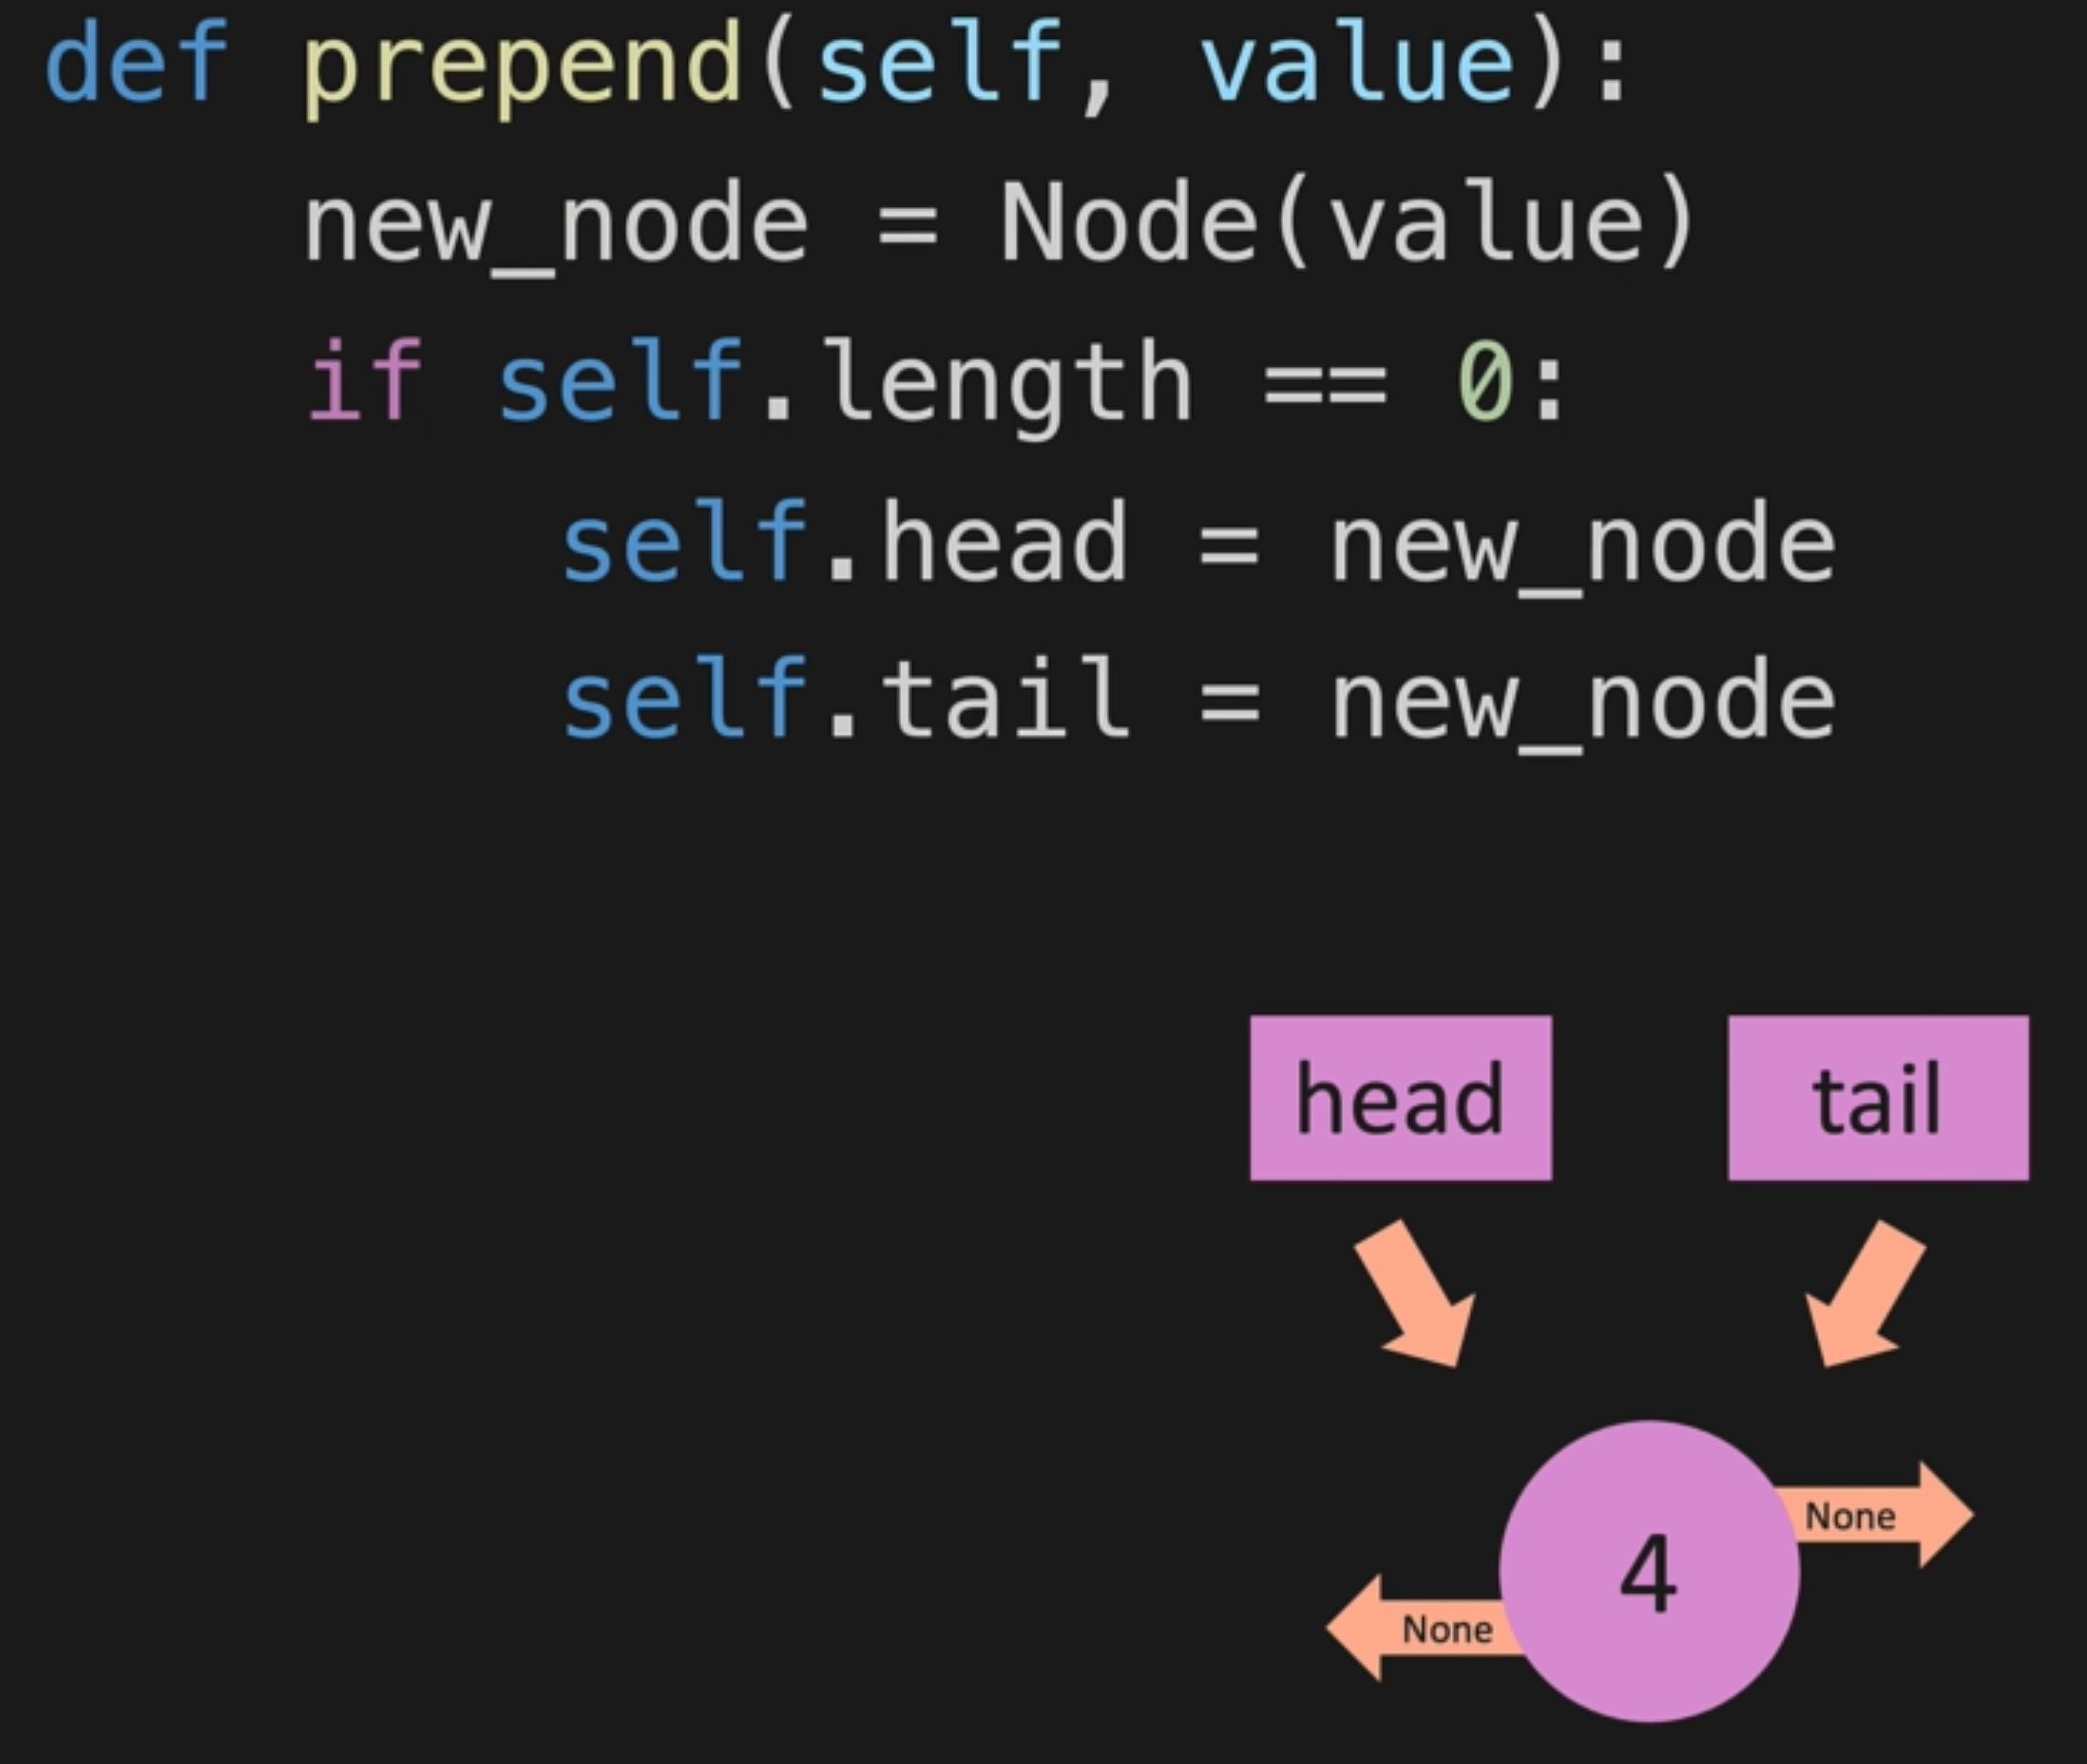 def prepend(self, value):
    new_node = Node(value)
    if self.length == 0:
        self.head = new_node
        self.tail = new_node
head tail
None
4
None